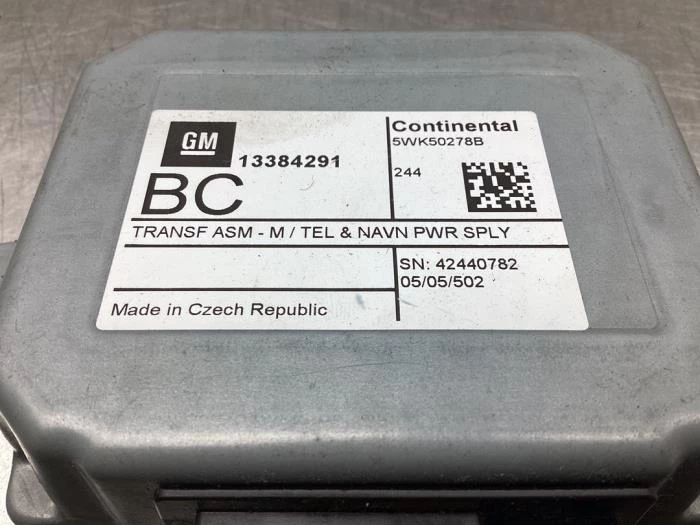 GM 13384291
BC
TRANSF ASM - M / TEL & NAVN PWR SPLY
Made in Czech Republic
Continental
5WK50278B
244
SN: 42440782
05/05/502